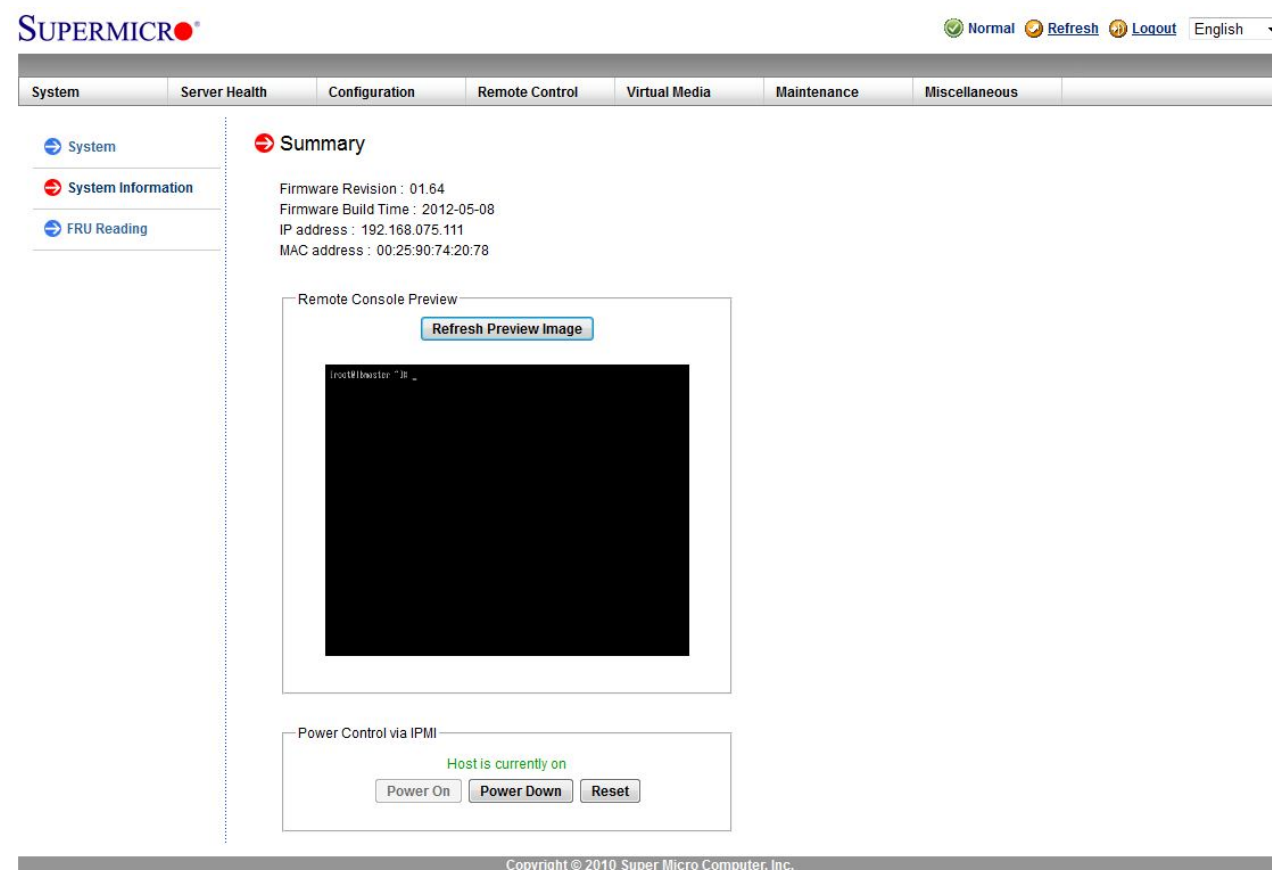 SUPERMICRO
Normal Refresh Logout English
System Server Health Configuration Remote Control Virtual Media Maintenance Miscellaneous
System
System Information
FRU Reading
Summary
Firmware Revision : 01.64
Firmware Build Time : 2012-05-08
IP address : 192.168.075.111
MAC address : 00:25:90:74:20:78
Remote Console Preview
Refresh Preview Image
Power Control via IPMI
Host is currently on
Power On Power Down Reset
Copyright © 2010 Super Micro Computer, Inc.